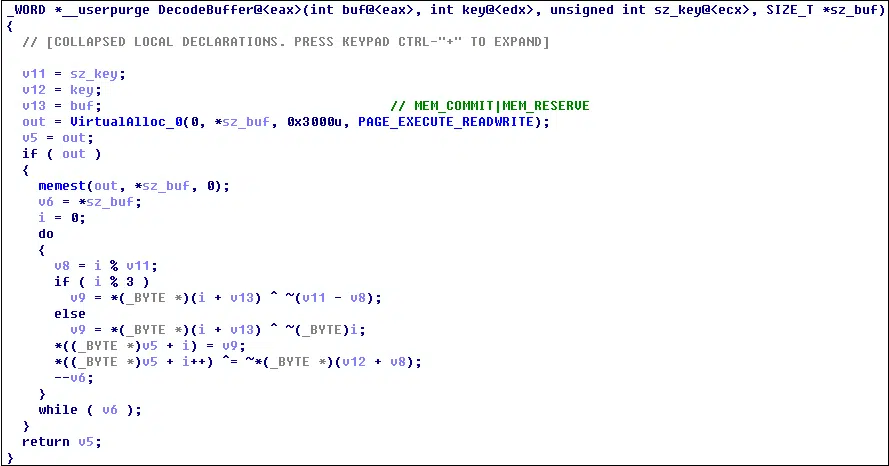 _WORD *__userpurge DecodeBuffer@<eax>(int buf@<eax>, int key@<edx>, unsigned int sz_key@<ecx>, SIZE_T *sz_buf)
{
  // [COLLAPSED LOCAL DECLARATIONS. PRESS KEYPAD CTRL-"+" TO EXPAND]

  v11 = sz_key;
  v12 = key;
  v13 = buf;                                    // MEM_COMMIT|MEM_RESERVE
  out = VirtualAlloc_0(0, *sz_buf, 0x3000u, PAGE_EXECUTE_READWRITE);
  v5 = out;
  if ( out )
  {
    memest(out, *sz_buf, 0);
    v6 = *sz_buf;
    i = 0;
    do
    {
      v8 = i % v11;
      if ( i % 3 )
        v9 = *(_BYTE *)(i + v13) ^ ~(v11 - v8);
      else
        v9 = *(_BYTE *)(i + v13) ^ ~(_BYTE)i;
      *((_BYTE *)v5 + i) = v9;
      *((_BYTE *)v5 + i++) ^= ~*(_BYTE *)(v12 + v8);
      --v6;
    }
    while ( v6 );
  }
  return v5;
}